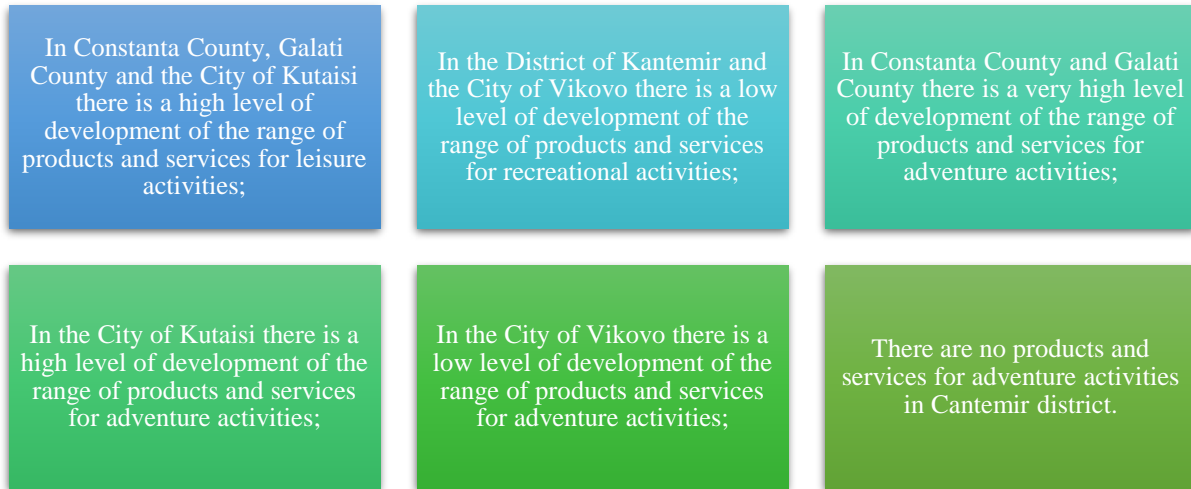 In Constanta County, Galati
County and the City of Kutaisi
there is a high level of
development of the range of
products and services for leisure
activities;
In the District of Kantemir and
the City of Vikovo there is a low
level of development of the
range of products and services
for recreational activities;
In Constanta County and Galati
County there is a very high level
of development of the range of
products and services for
adventure activities;
In the City of Kutaisi there is a
high level of development of the
range of products and services
for adventure activities;
In the City of Vikovo there is a
low level of development of the
range of products and services
for adventure activities;
There are no products and
services for adventure activities
in Cantemir district.